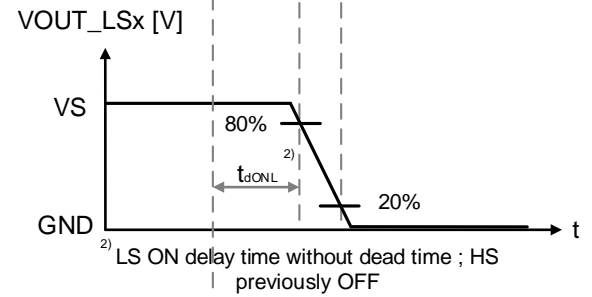 VOUT_LSx [V]
VS
80%
2)
tdONL
20%
GND
t
2) LS ON delay time without dead time ; HS
previously OFF